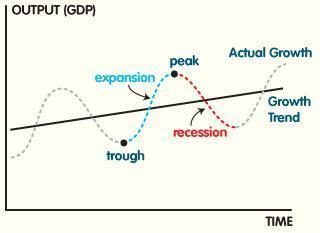 OUTPUT (GDP)
peak
Actual Growth
expansion
Growth
Trend
recession
trough
TIME